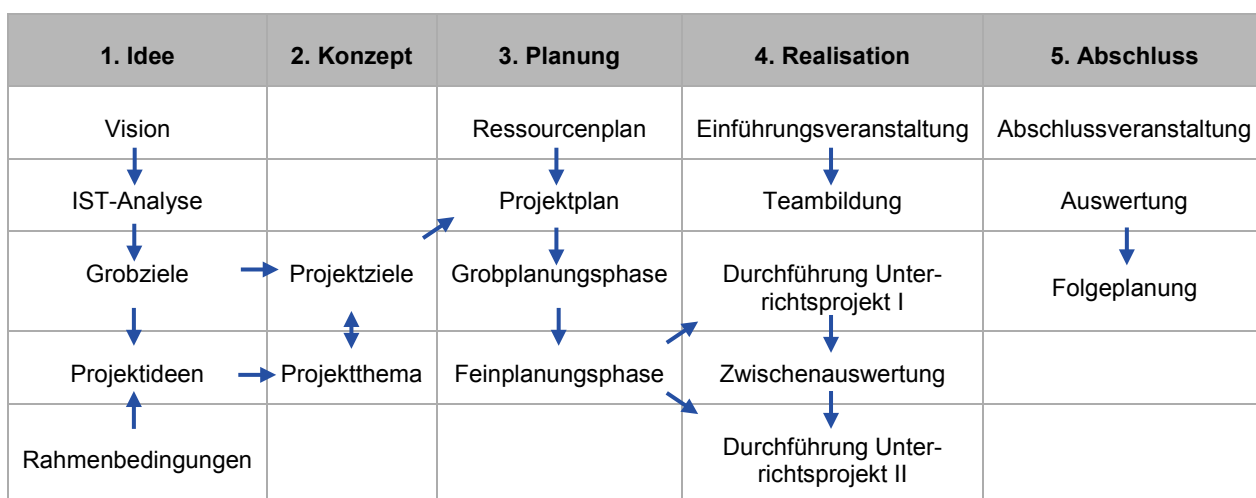 1. Idee 2. Konzept 3. Planung 4. Realisation 5. Abschluss
Vision Ressourcenplan Einführungsveranstaltung Abschlussveranstaltung
IST-Analyse Projektplan Teambildung Auswertung
Grobziele Projektziele Grobplanungsphase Durchführung Unter-
richtsprojekt I Folgeplanung
Projektideen Projektthema Feinplanungsphase Zwischenauswertung
Rahmenbedingungen Durchführung Unter-
richtsprojekt II